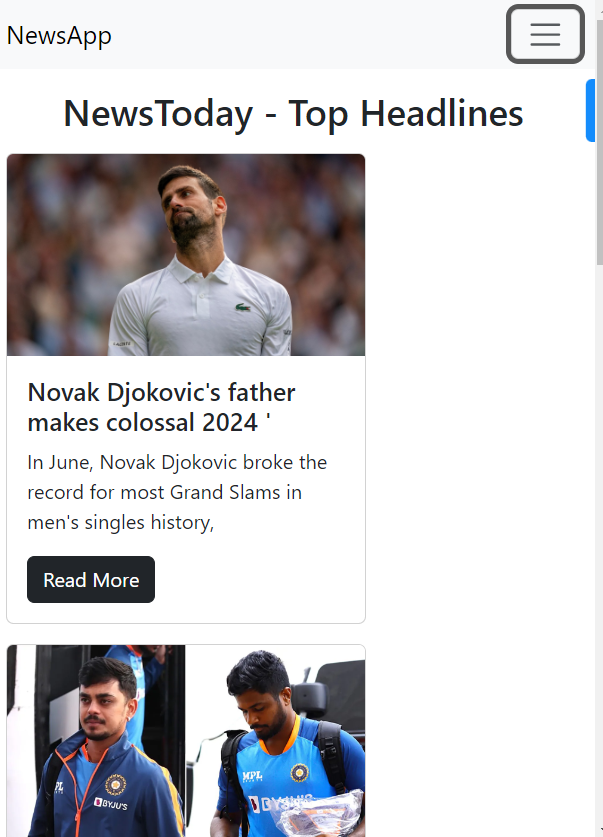 NewsApp
NewsToday - Top Headlines
Novak Djokovic's father
makes colossal 2024 '
In June, Novak Djokovic broke the
record for most Grand Slams in
men's singles history,
Read More
MPL
BYJU'S
MPL
BYJU'S